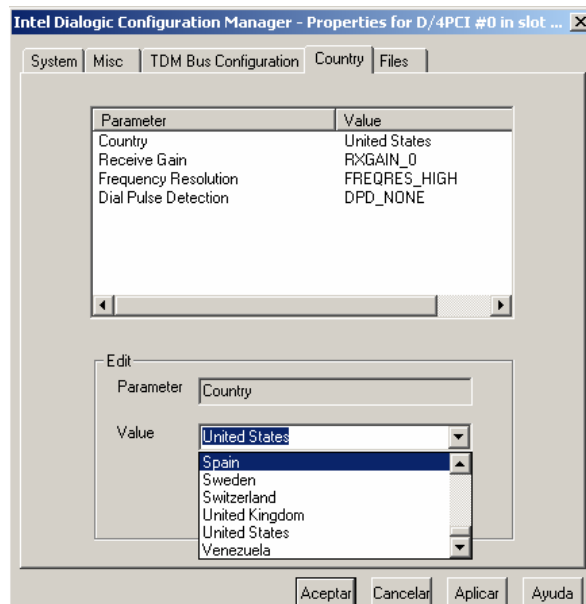 Intel Dialogic Configuration Manager - Properties for D/4PCI #0 in slot ...
System Misc TDM Bus Configuration Country Files
Parameter Value
Country United States
Receive Gain RXGAIN_0
Frequency Resolution FREQRES_HIGH
Dial Pulse Detection DPD_NONE
Edit
Parameter Country
Value United States
Spain
Sweden
Switzerland
United Kingdom
United States
Venezuela
Aceptar Cancelar Aplicar Ayuda